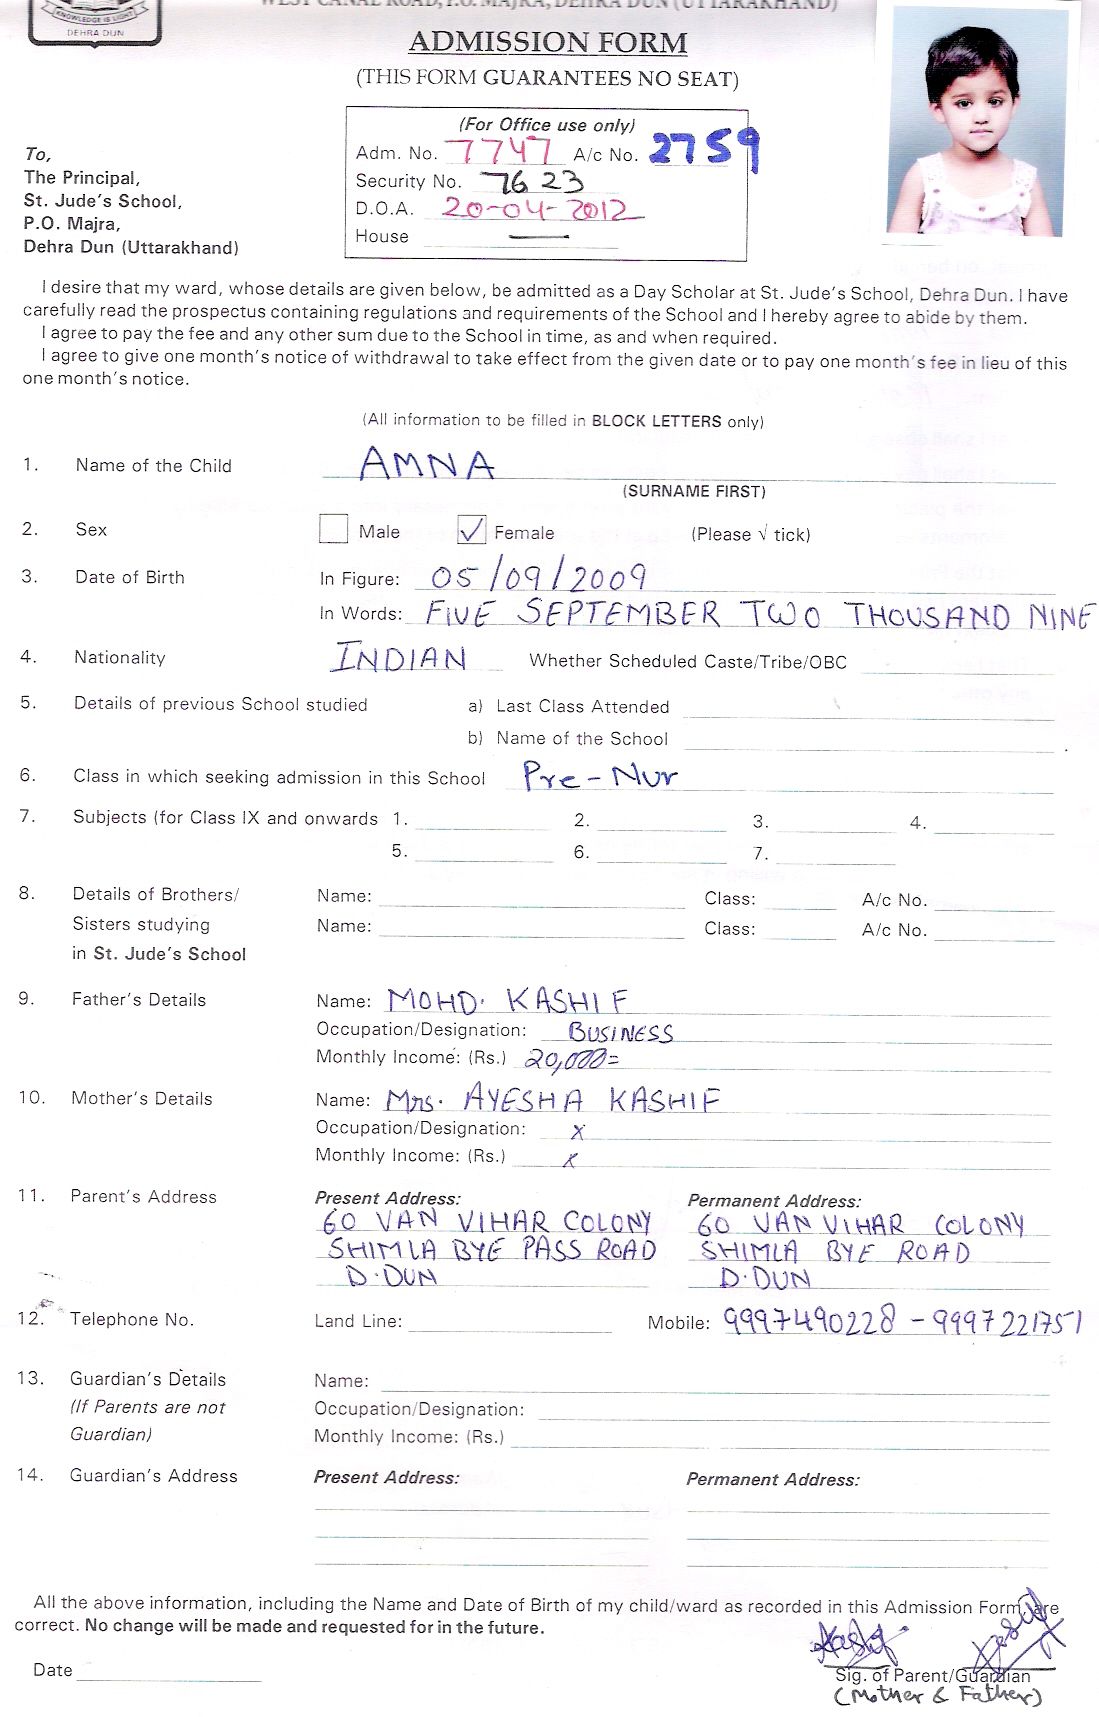 KNOWLEDGE IS LIGHT
DEHRA DUN
WEST CANAL ROAD, P.O. MAJRA, DEHRA DUN (UTTARAKHAND)
ADMISSION FORM
(THIS FORM GUARANTEES NO SEAT)
(For Office use only)
Adm. No. 7747 A/c No. 2759
Security No. 7623
D.O.A. 20-04-2012
House —
To,
The Principal,
St. Jude's School,
P.O. Majra,
Dehra Dun (Uttarakhand)
I desire that my ward, whose details are given below, be admitted as a Day Scholar at St. Jude's School, Dehra Dun. I have
carefully read the prospectus containing regulations and requirements of the School and I hereby agree to abide by them.
I agree to pay the fee and any other sum due to the School in time, as and when required.
I agree to give one month's notice of withdrawal to take effect from the given date or to pay one month's fee in lieu of this
one month's notice.
(All information to be filled in BLOCK LETTERS only)
1. Name of the Child AMNA
(SURNAME FIRST)
2. Sex Male ✓ Female (Please √ tick)
3. Date of Birth In Figure: 05/09/2009
In Words: FIVE SEPTEMBER TWO THOUSAND NINE
4. Nationality INDIAN Whether Scheduled Caste/Tribe/OBC
5. Details of previous School studied a) Last Class Attended
b) Name of the School
6. Class in which seeking admission in this School Pre-Nur
7. Subjects (for Class IX and onwards 1. 2. 3. 4.
5. 6. 7.
8. Details of Brothers/ Name: Class: A/c No.
Sisters studying Name: Class: A/c No.
in St. Jude's School
9. Father's Details Name: MOHD. KASHIF
Occupation/Designation: BUSINESS
Monthly Income: (Rs.) 20,000=
10. Mother's Details Name: Mrs. AYESHA KASHIF
Occupation/Designation: x
Monthly Income: (Rs.) x
11. Parent's Address Present Address: Permanent Address:
60 VAN VIHAR COLONY 60 VAN VIHAR COLONY
SHIMLA BYE PASS ROAD SHIMLA BYE ROAD
D.DUN D.DUN
12. Telephone No. Land Line: Mobile: 9997490228 - 9997221751
13. Guardian's Details Name:
(If Parents are not Occupation/Designation:
Guardian) Monthly Income: (Rs.)
14. Guardian's Address Present Address: Permanent Address:
All the above information, including the Name and Date of Birth of my child/ward as recorded in this Admission Form, are
correct. No change will be made and requested for in the future.
Kashif
Date Sig. of Parent/Guardian
(Mother & Father)